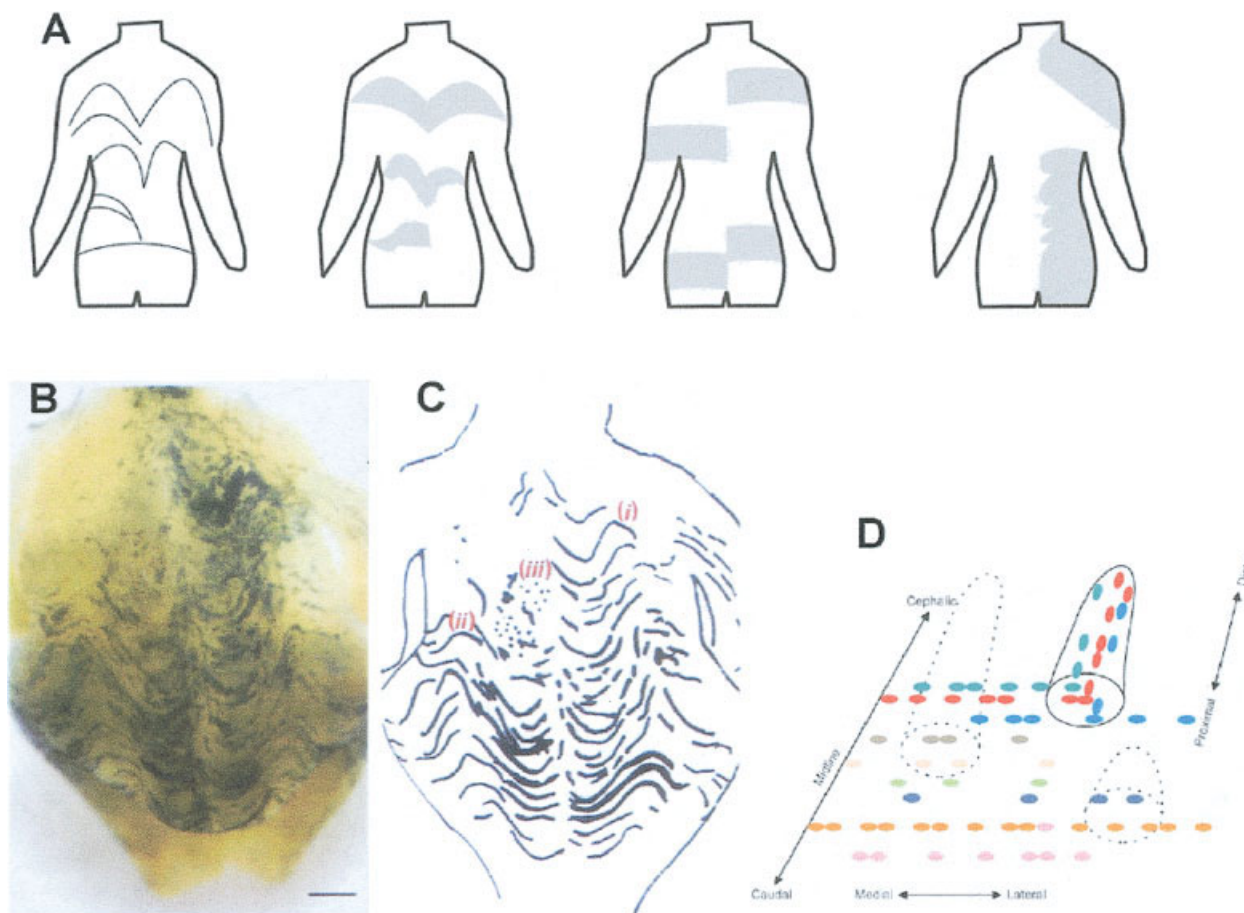 A
B
C
(i)
(iii)
(ii)
D
Cephalic
Midline
Proximal
Caudal
Medial
Lateral